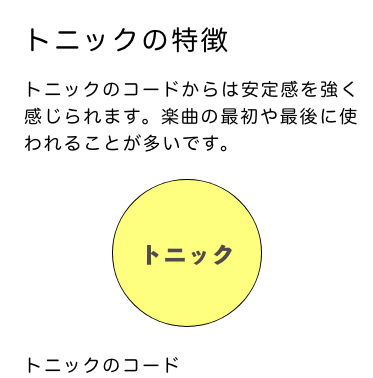 トニックの特徴
トニックのコードからは安定感を強く
感じられます。楽曲の最初や最後に使
われることが多いです。
トニック
トニックのコード